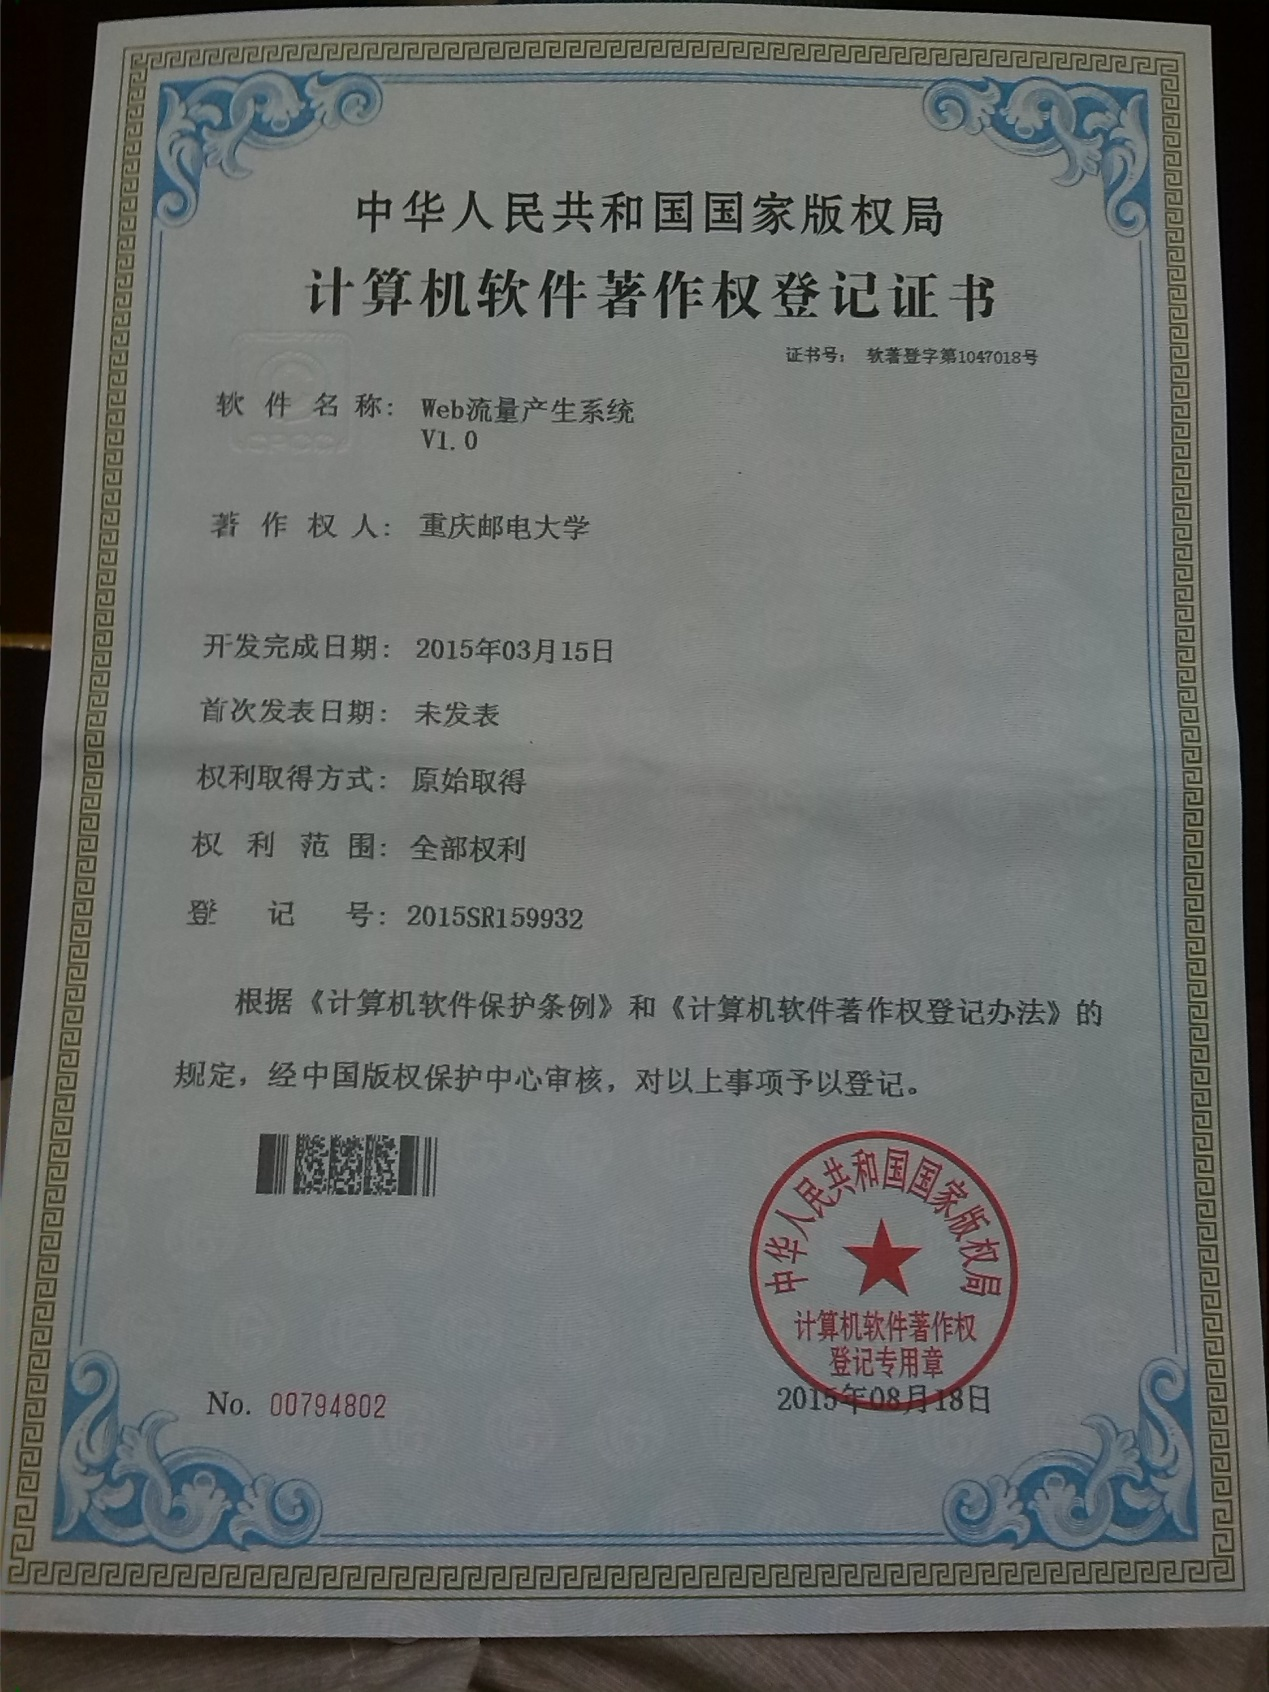 中华人民共和国国家版权局
计算机软件著作权登记证书
证书号： 软著登字第1047018号
软件名称： Web流量产生系统
V1.0
CPCC
著作权人： 重庆邮电大学
开发完成日期： 2015年03月15日
首次发表日期： 未发表
权利取得方式： 原始取得
权利范围： 全部权利
登记号： 2015SR159932
根据《计算机软件保护条例》和《计算机软件著作权登记办法》的
规定，经中国版权保护中心审核，对以上事项予以登记。
中华人民共和国国家版权局
计算机软件著作权
登记专用章
No. 00794802
2015年08月18日